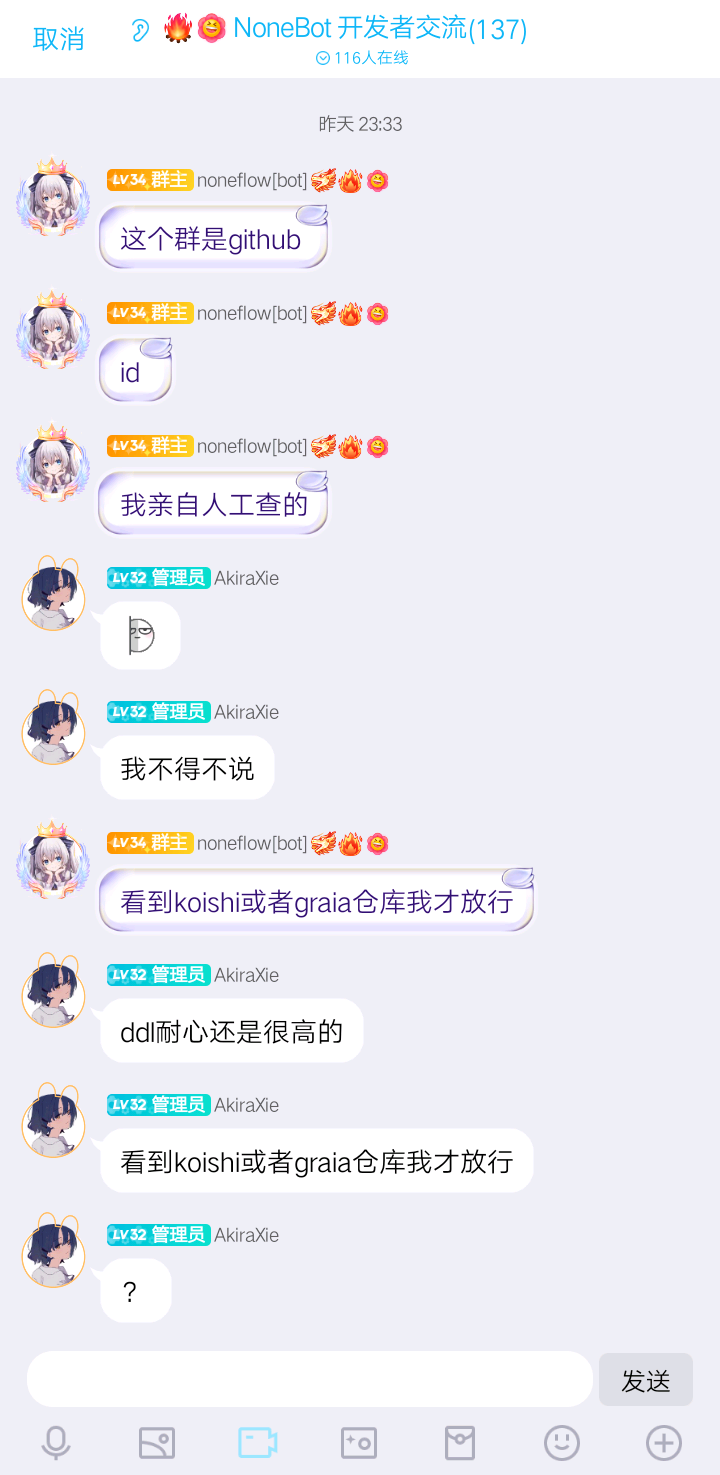 取消
NoneBot 开发者交流(137)
116人在线
昨天 23:33
LV34 群主 noneflow[bot]
这个群是github
LV34 群主 noneflow[bot]
id
LV34 群主 noneflow[bot]
我亲自人工查的
LV32 管理员 AkiraXie
LV32 管理员 AkiraXie
我不得不说
LV34 群主 noneflow[bot]
看到koishi或者graia仓库我才放行
LV32 管理员 AkiraXie
ddl耐心还是很高的
LV32 管理员 AkiraXie
看到koishi或者graia仓库我才放行
LV32 管理员 AkiraXie
?
发送